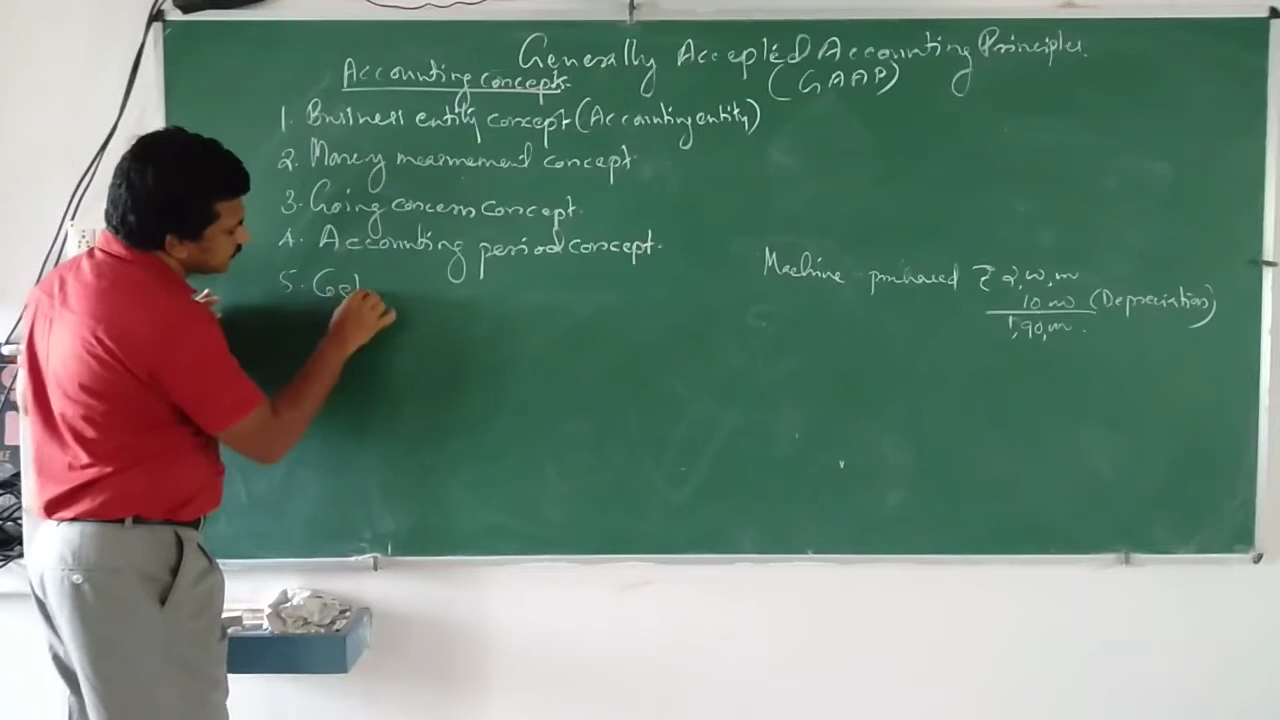 Generally Accepted Accounting Principles.
(GAAP)
Accounting concepts.
1. Business entity concept (Accounting entity)
2. Money measurement concept.
3. Going concern concept.
4. Accounting period concept.
5. Co
Machine purchased ₹ 2,00,000
10 000 (Depreciation)
1,90,000.